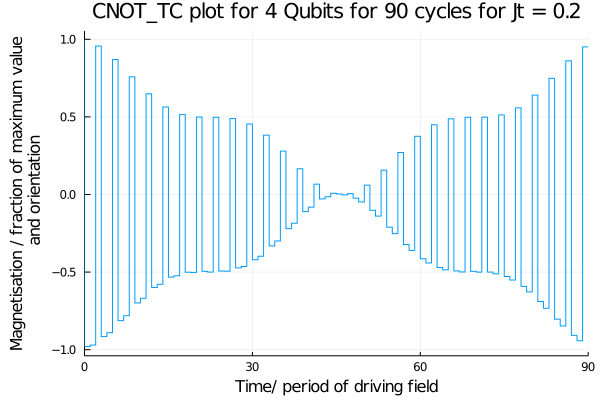 CNOT_TC plot for 4 Qubits for 90 cycles for Jt = 0.2
Magnetisation / fraction of maximum value
and orientation
1.0
0.5
0.0
−0.5
−1.0
0
30
60
90
Time/ period of driving field